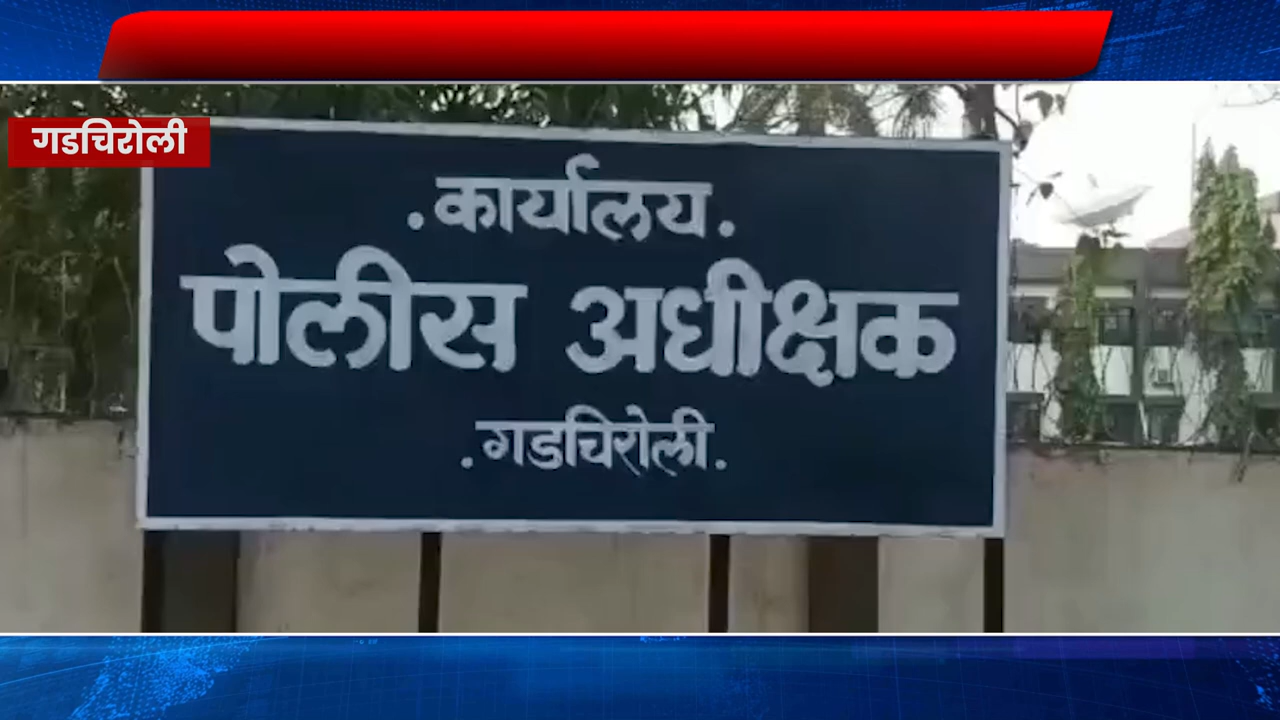 गडचिरोली
. कार्यालय .
पोलीस अधीक्षक
. गडचिरोली .